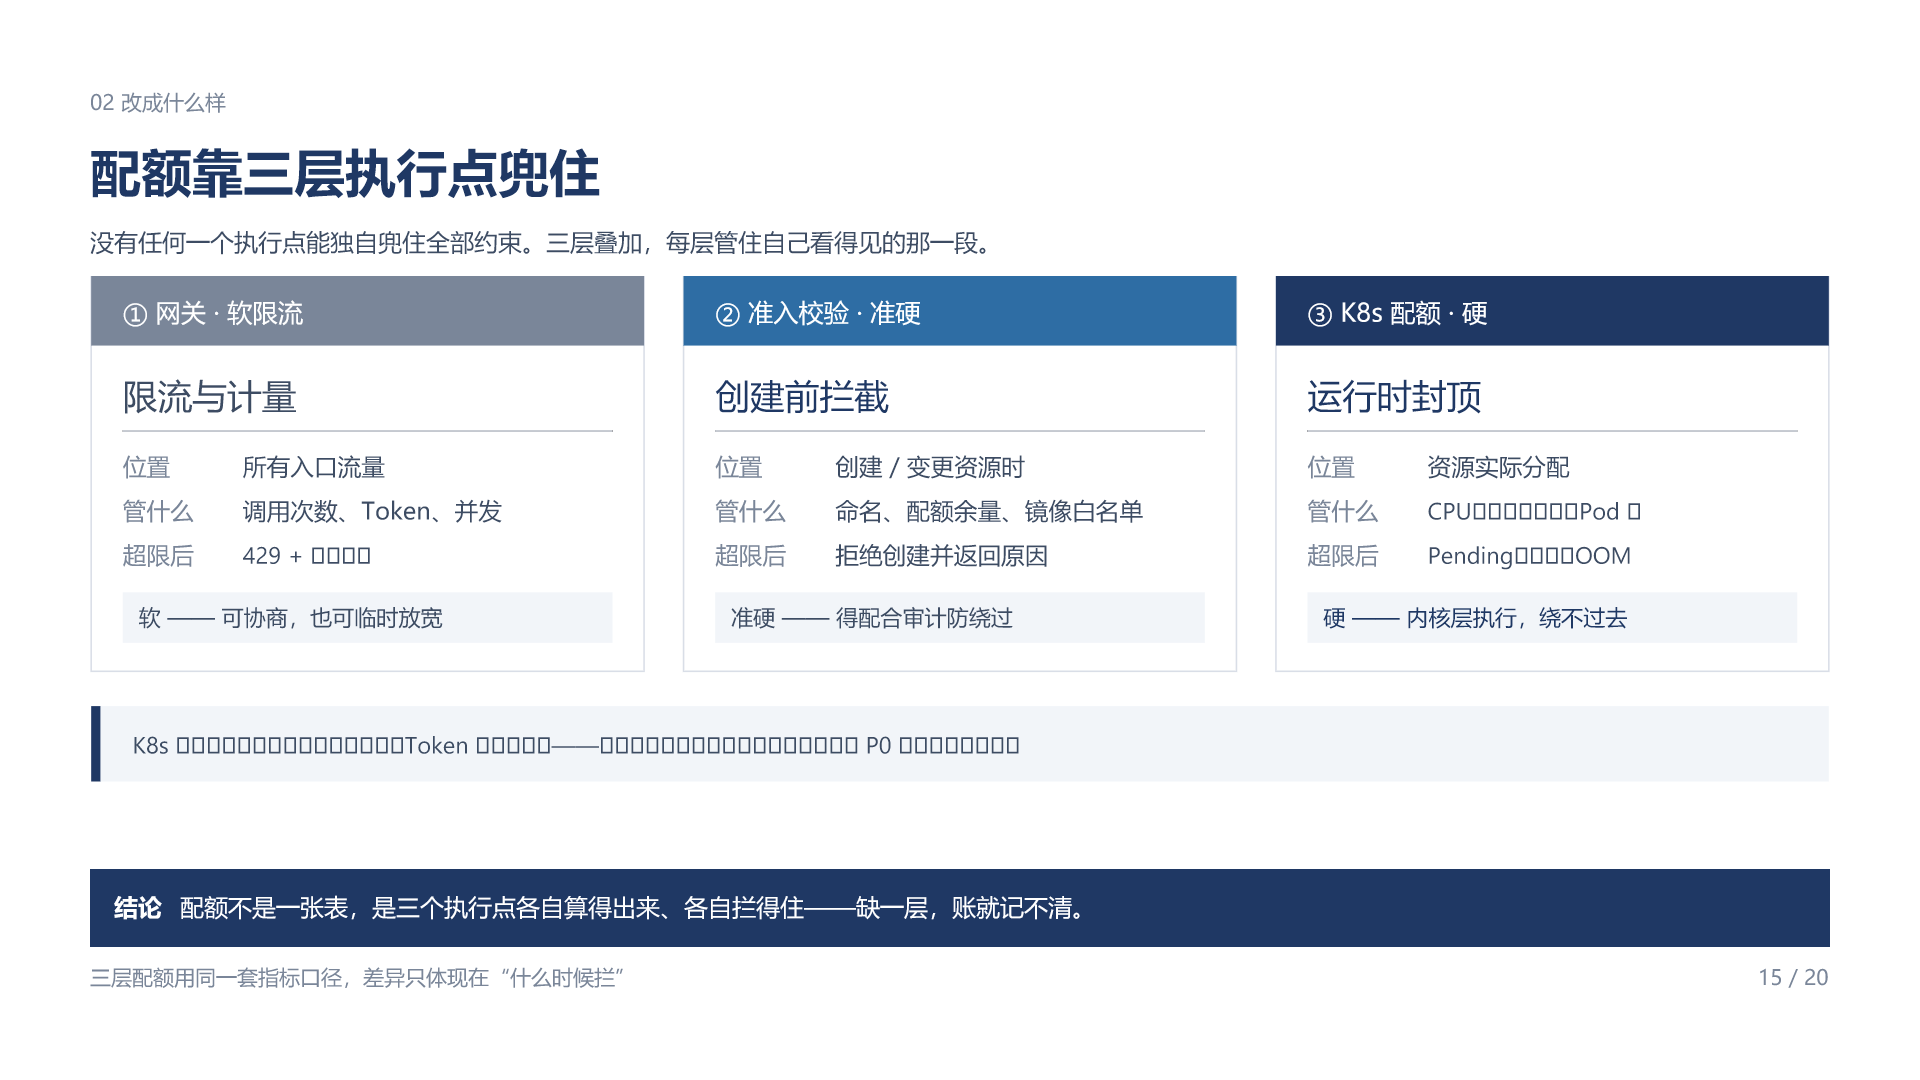 02 改成什么样
配额靠三层执行点兜住
没有任何一个执行点能独自兜住全部约束。三层叠加，每层管住自己看得见的那一段。
① 网关 · 软限流
限流与计量
位置 所有入口流量
管什么 调用次数、Token、并发
超限后 429 +
软 —— 可协商，也可临时放宽
② 准入校验 · 准硬
创建前拦截
位置 创建 / 变更资源时
管什么 命名、配额余量、镜像白名单
超限后 拒绝创建并返回原因
准硬 —— 得配合审计防绕过
③ K8s 配额 · 硬
运行时封顶
位置 资源实际分配
管什么 CPU Pod
超限后 Pending OOM
硬 —— 内核层执行，绕不过去
K8s Token —— P0
结论 配额不是一张表，是三个执行点各自算得出来、各自拦得住——缺一层，账就记不清。
三层配额用同一套指标口径，差异只体现在“什么时候拦”
15 / 20